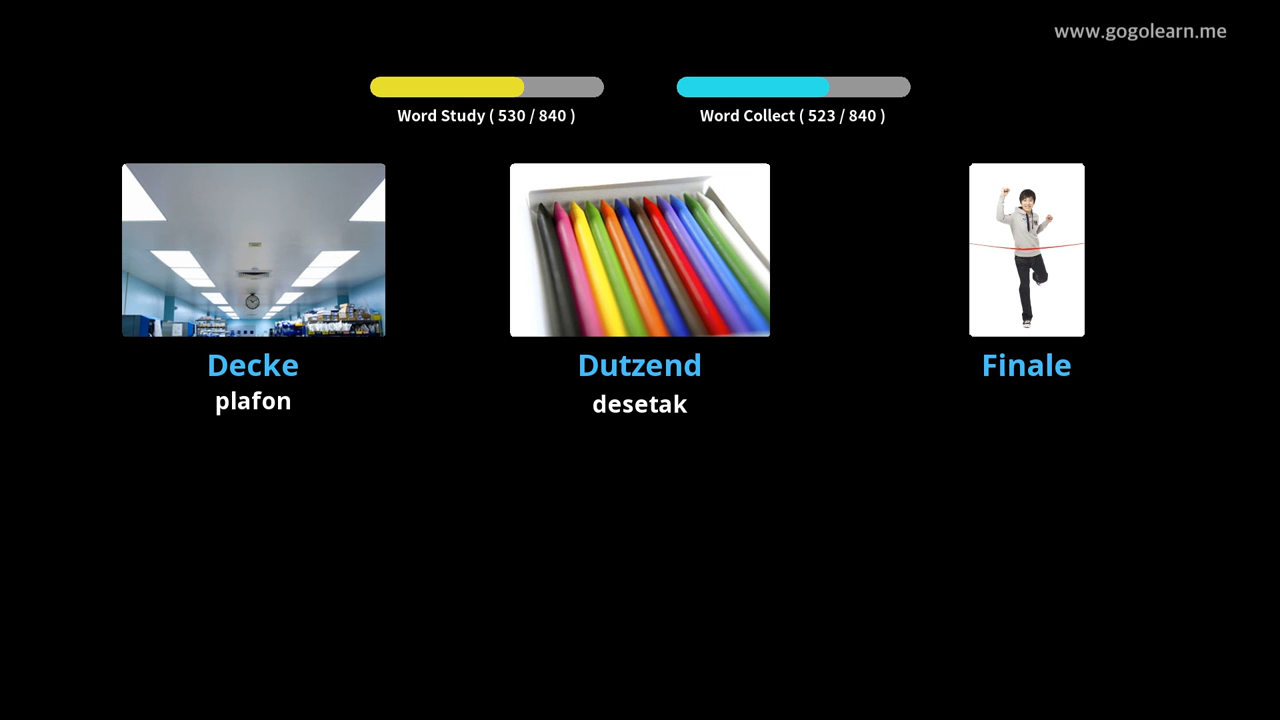 www.gogolearn.me
Word Study ( 530 / 840 )
Word Collect ( 523 / 840 )
Decke
plafon
Dutzend
desetak
Finale